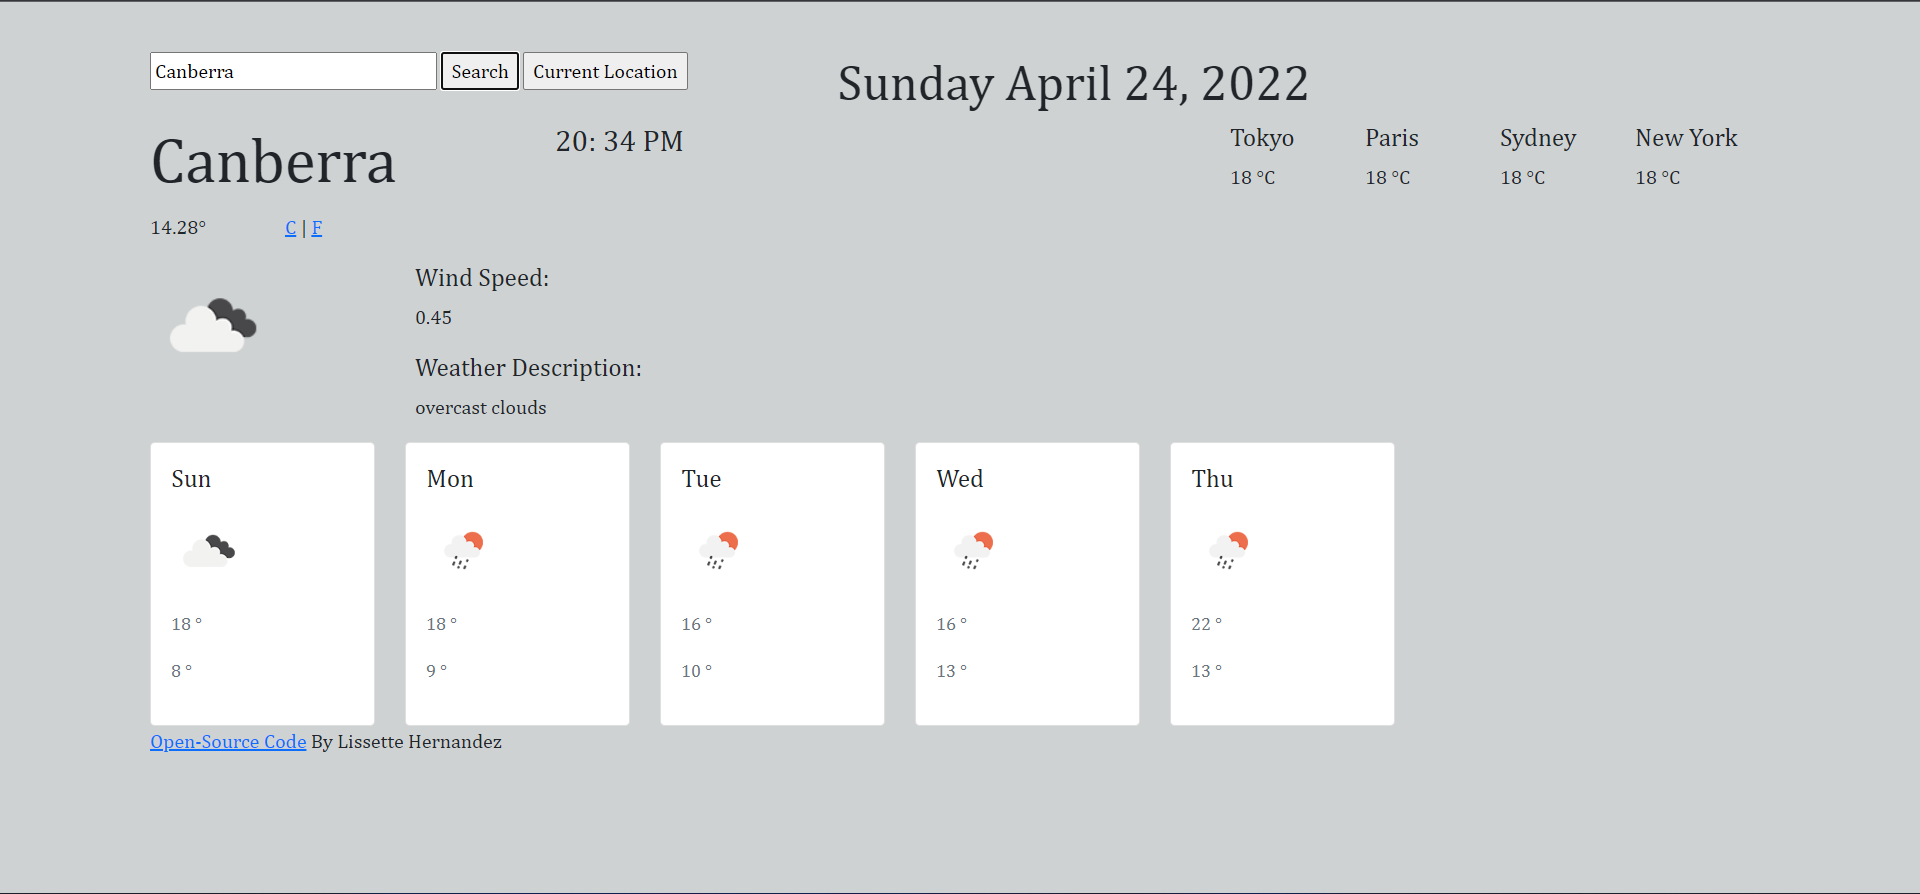 Canberra Search Current Location
Sunday April 24, 2022
Canberra
20: 34 PM
Tokyo Paris Sydney New York
18 °C 18 °C 18 °C 18 °C
14.28° C | F
Wind Speed:
0.45
Weather Description:
overcast clouds
Sun Mon Tue Wed Thu
18 ° 18 ° 16 ° 16 ° 22 °
8 ° 9 ° 10 ° 13 ° 13 °
Open-Source Code By Lissette Hernandez